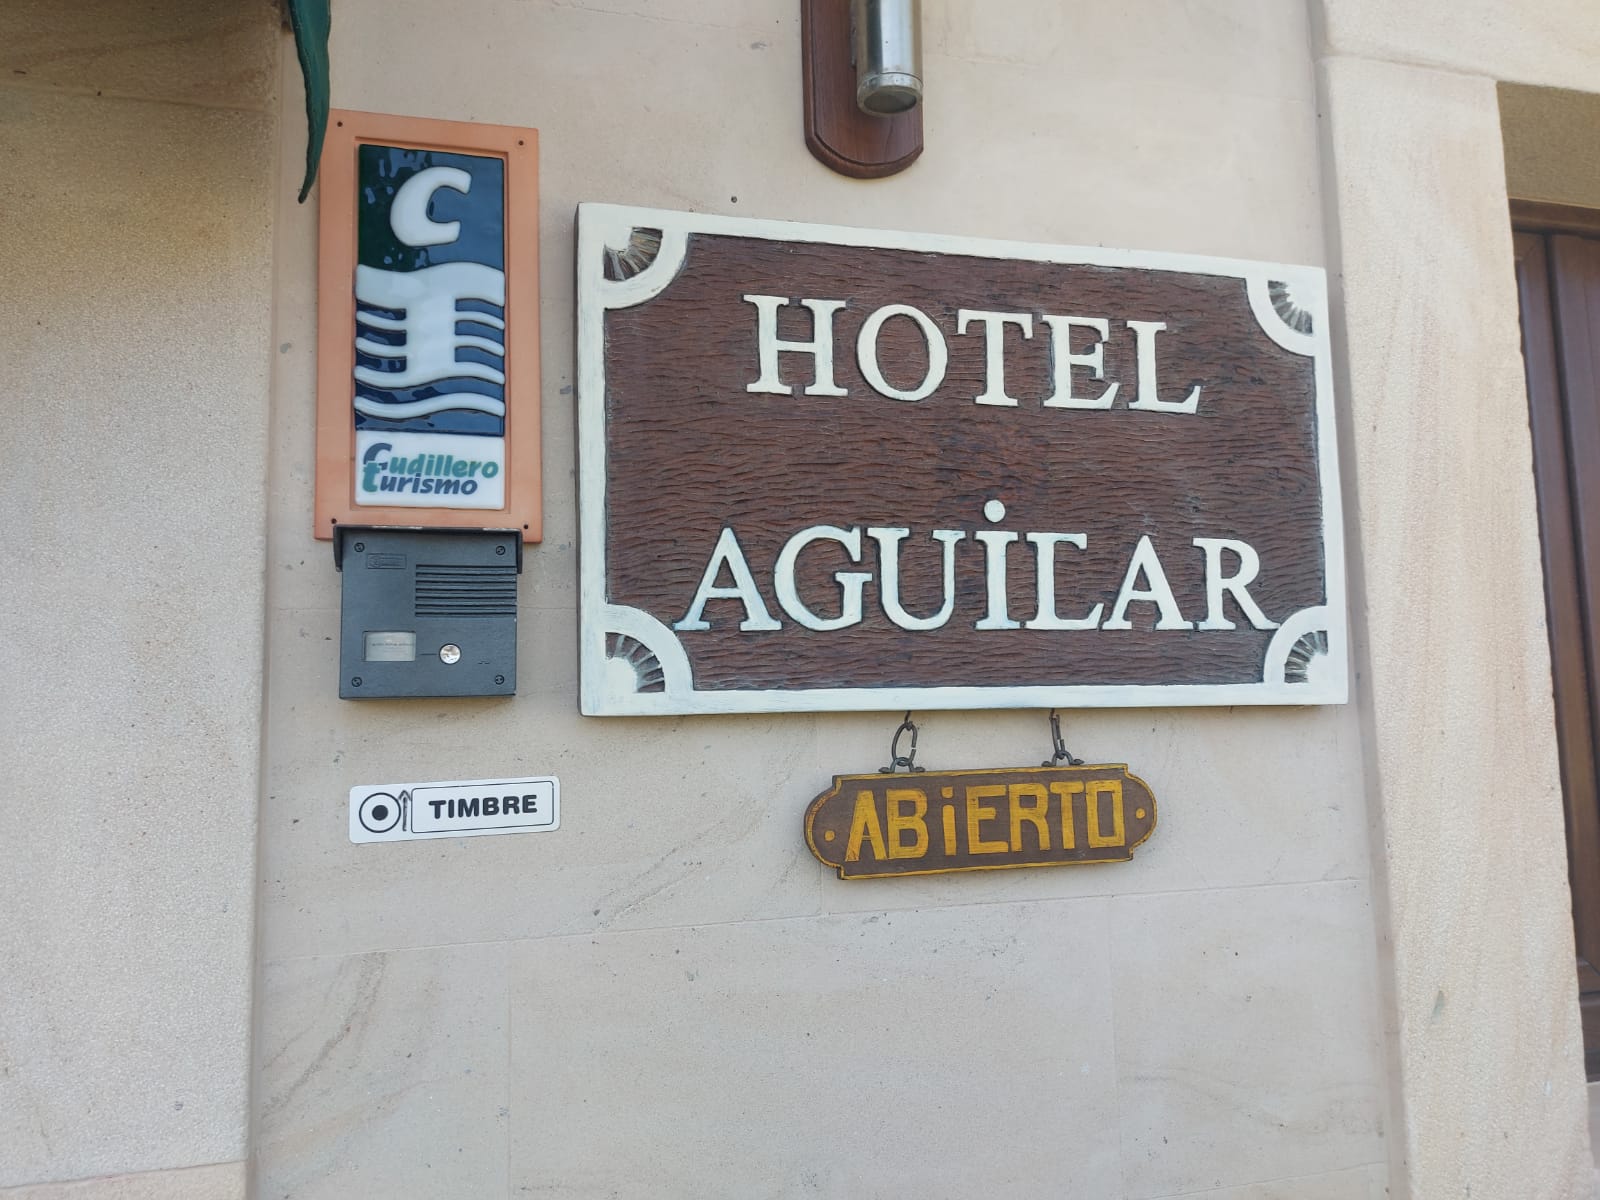 C
T
Cudillero
turismo
HOTEL
AGUiLAR
TIMBRE
ABiERTO